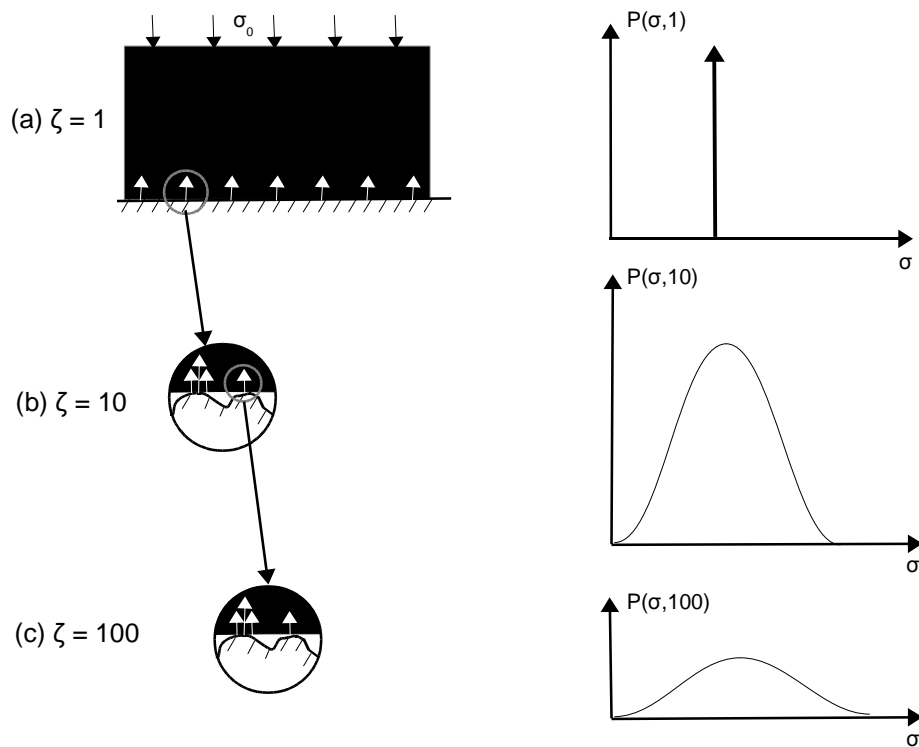 σ₀
P(σ,1)
(a) ζ = 1
σ
P(σ,10)
(b) ζ = 10
σ
P(σ,100)
(c) ζ = 100
σ